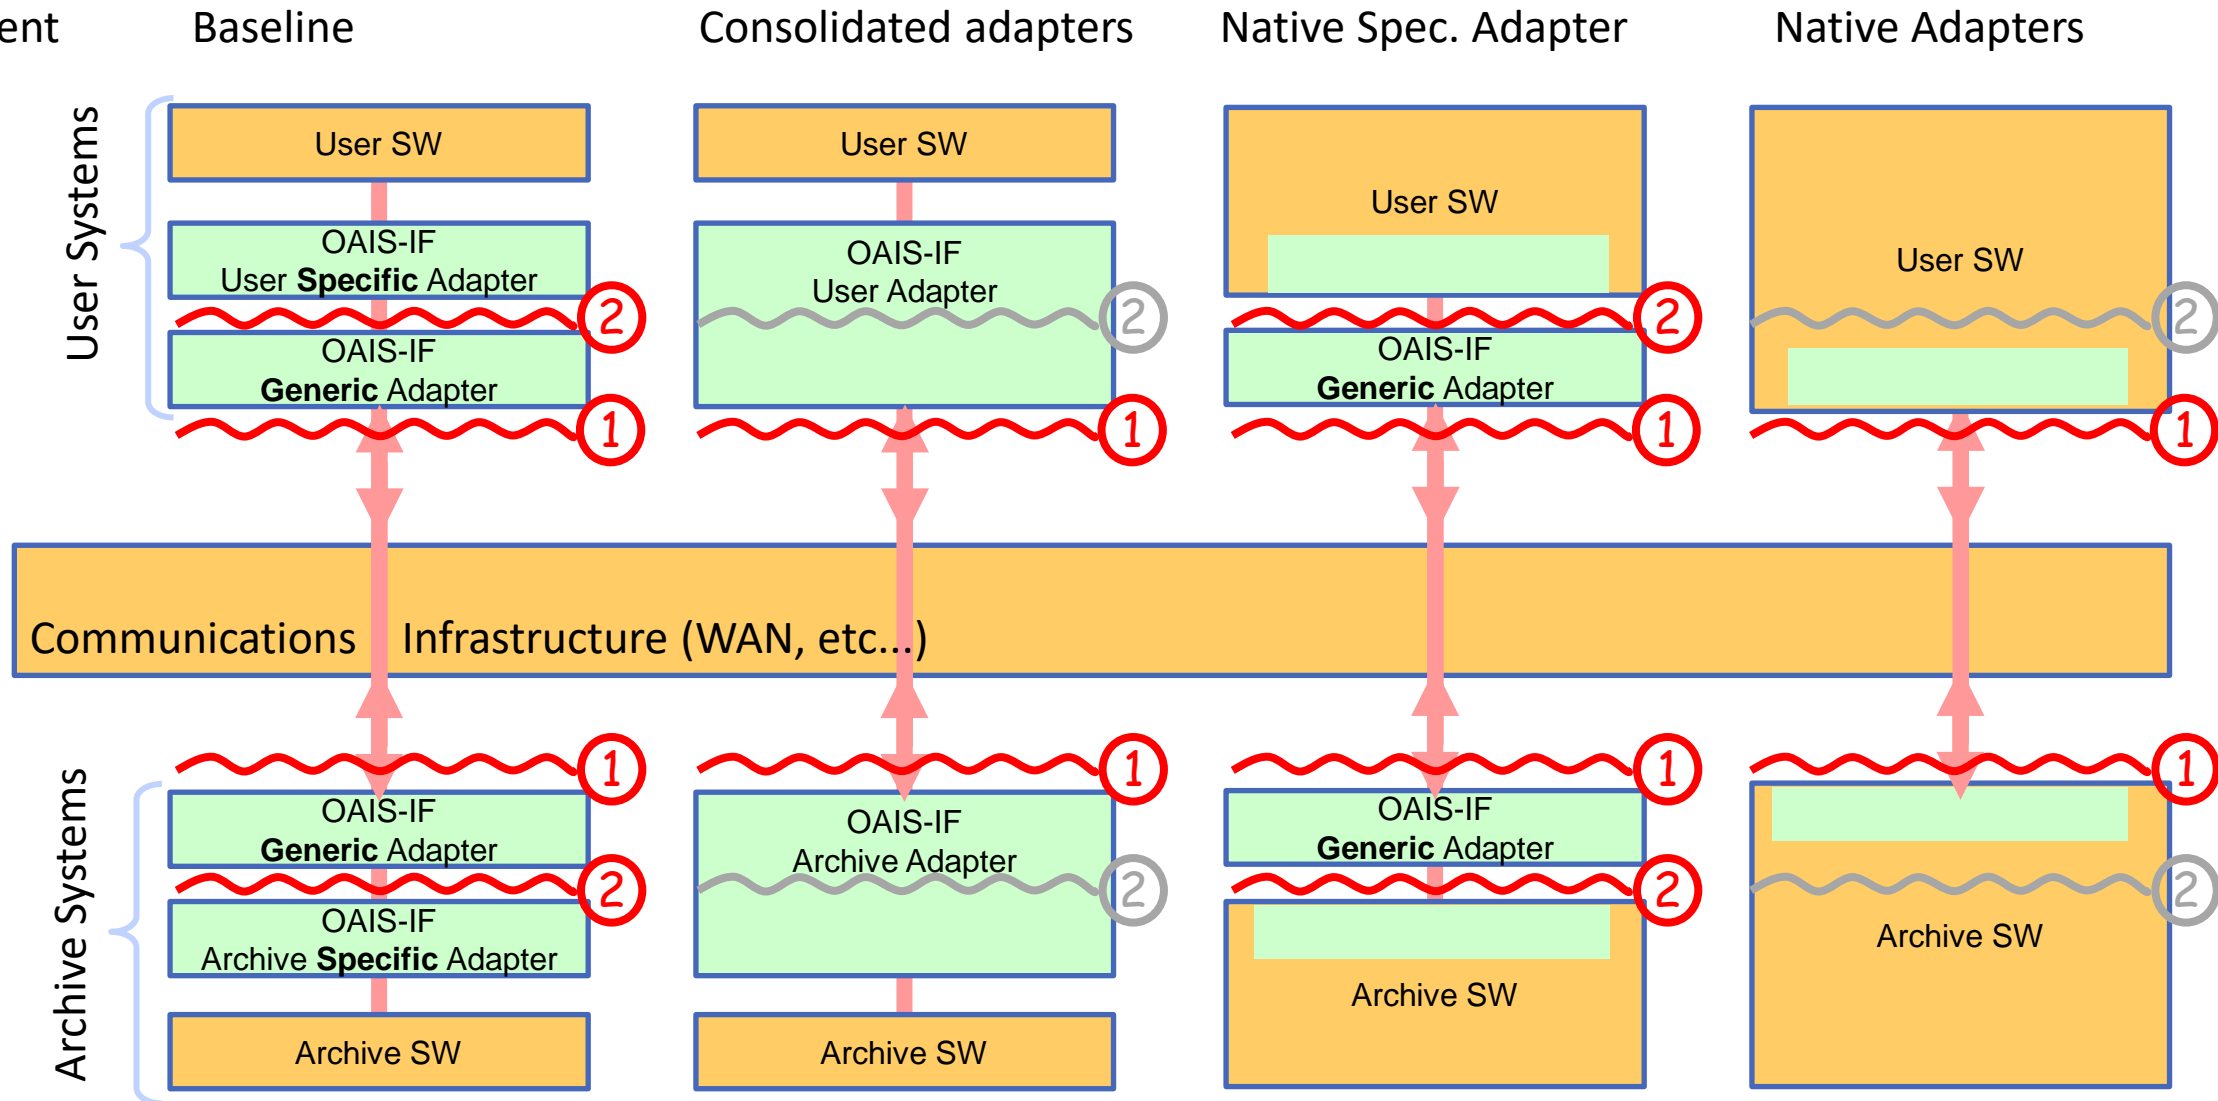 ent
Baseline
Consolidated adapters
Native Spec. Adapter
Native Adapters
User Systems
User SW
User SW
User SW
User SW
OAIS-IF
User Specific Adapter
OAIS-IF
User Adapter
2
2
2
2
OAIS-IF
Generic Adapter
OAIS-IF
Generic Adapter
1
1
1
1
Communications Infrastructure (WAN, etc...)
Archive Systems
1
1
1
1
OAIS-IF
Generic Adapter
OAIS-IF
Archive Adapter
OAIS-IF
Generic Adapter
2
2
2
2
OAIS-IF
Archive Specific Adapter
Archive SW
Archive SW
Archive SW
Archive SW